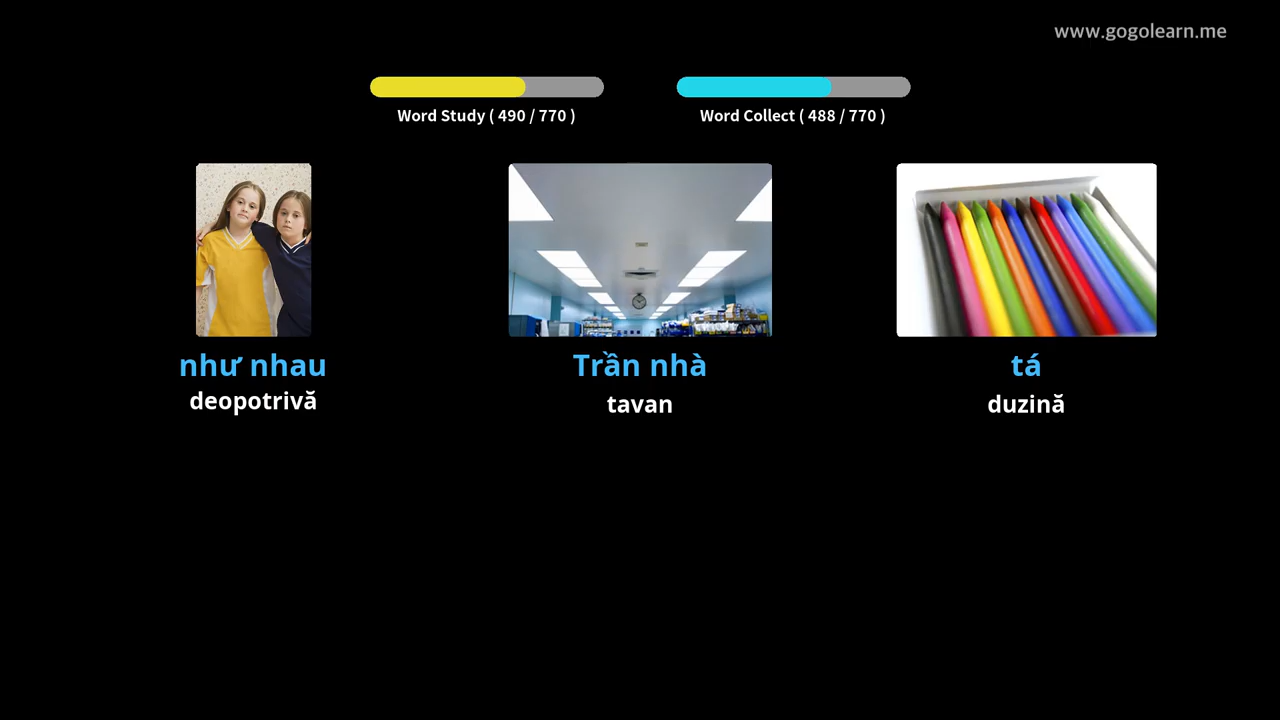 www.gogolearn.me
Word Study ( 490 / 770 )
Word Collect ( 488 / 770 )
như nhau
deopotrivă
Trần nhà
tavan
tá
duzină